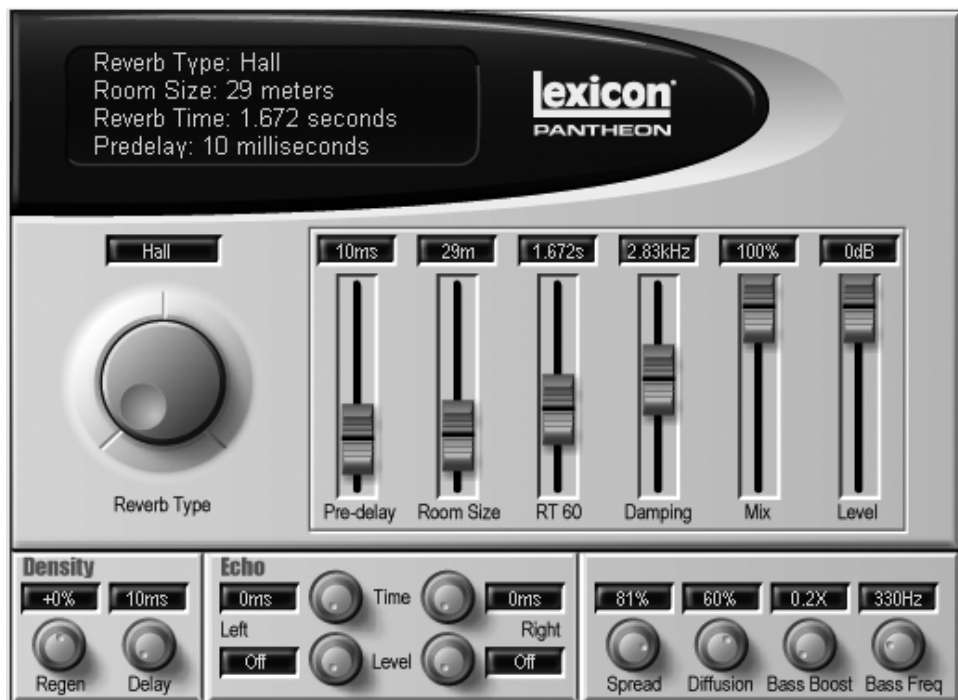 Reverb Type: Hall
Room Size: 29 meters
Reverb Time: 1.672 seconds
Predelay: 10 milliseconds
lexicon
PANTHEON
Hall
10ms 29m 1.672s 2.83kHz 100% 0dB
Reverb Type
Pre-delay Room Size RT 60 Damping Mix Level
Density
+0% 10ms
Regen Delay
Echo
0ms Time 0ms
Left Right
Off Level Off
81% 60% 0.2X 330Hz
Spread Diffusion Bass Boost Bass Freq